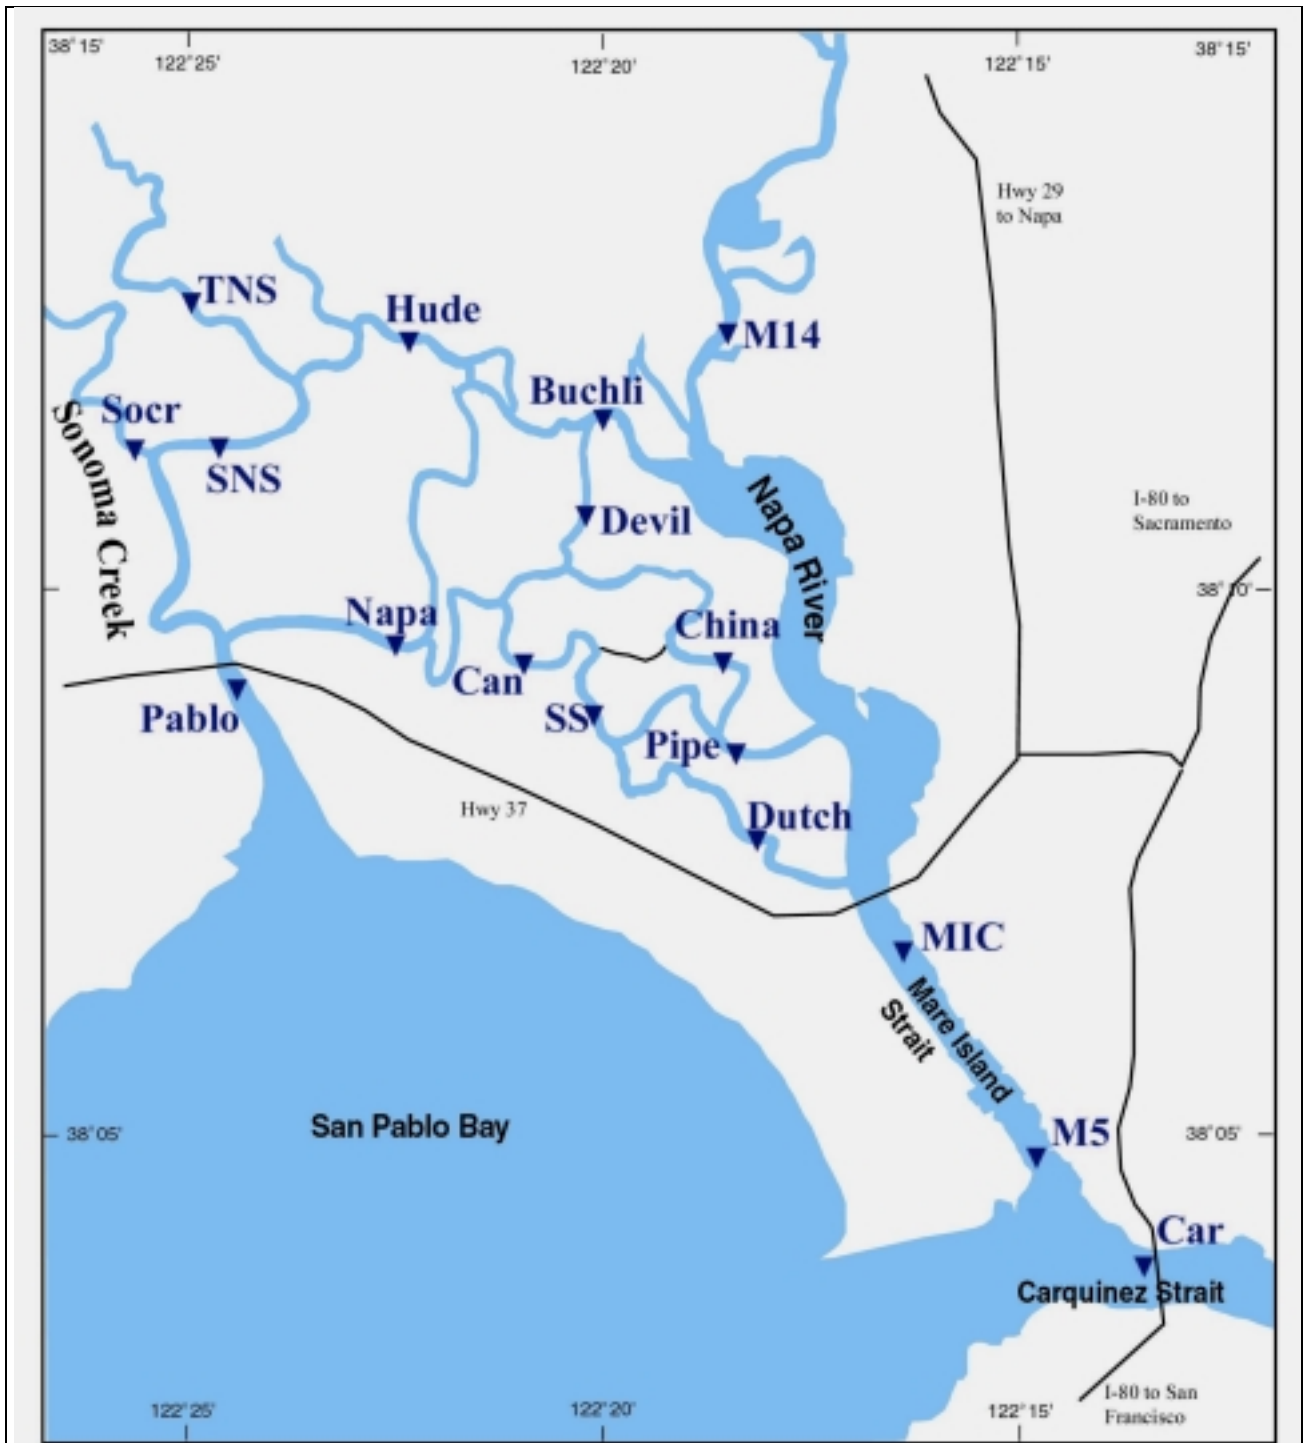 38° 15'
38° 15'
122° 25'
122° 20'
122° 15'
Hwy 29
to Napa
TNS
Hude
M14
Buchli
Socr
SNS
Sonoma Creek
Devil
Napa River
I-80 to
Sacramento
38° 10'
Napa
China
Can
SS
Pipe
Pablo
Hwy 37
Dutch
MIC
Mare Island
Strait
San Pablo Bay
38° 05'
38° 05'
M5
Car
Carquinez Strait
I-80 to San
Francisco
122° 25'
122° 20'
122° 15'